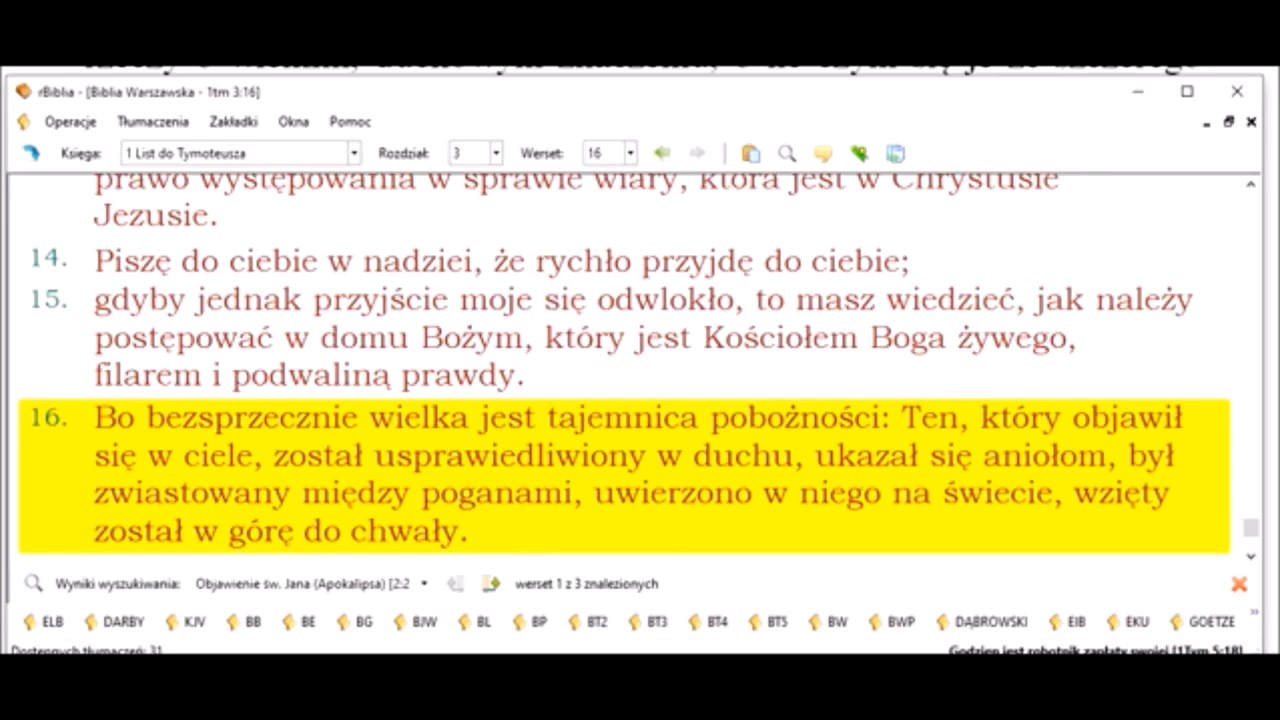 rBiblia - [Biblia Warszawska - 1tm 3:16]
Operacje Tłumaczenia Zakładki Okna Pomoc
Księga: 1 List do Tymoteusza Rozdział: 3 Werset: 16
prawo występowania w sprawie wiary, która jest w Chrystusie
Jezusie.
14. Piszę do ciebie w nadziei, że rychło przyjdę do ciebie;
15. gdyby jednak przyjście moje się odwlokło, to masz wiedzieć, jak należy
postępować w domu Bożym, który jest Kościołem Boga żywego,
filarem i podwaliną prawdy.
16. Bo bezsprzecznie wielka jest tajemnica pobożności: Ten, który objawił
się w ciele, został usprawiedliwiony w duchu, ukazał się aniołom, był
zwiastowany między poganami, uwierzono w niego na świecie, wzięty
został w górę do chwały.
Wyniki wyszukiwania: Objawienie św. Jana (Apokalipsa) [2:2 werset 1 z 3 znalezionych
ELB DARBY KJV BB BE BG BJW BL BP BT2 BT3 BT4 BT5 BW BWP DĄBROWSKI EIB EKU GOETZE
Dostępnych tłumaczeń: 31 Godzien jest robotnik zapłaty swojej [1Tym 5:18]